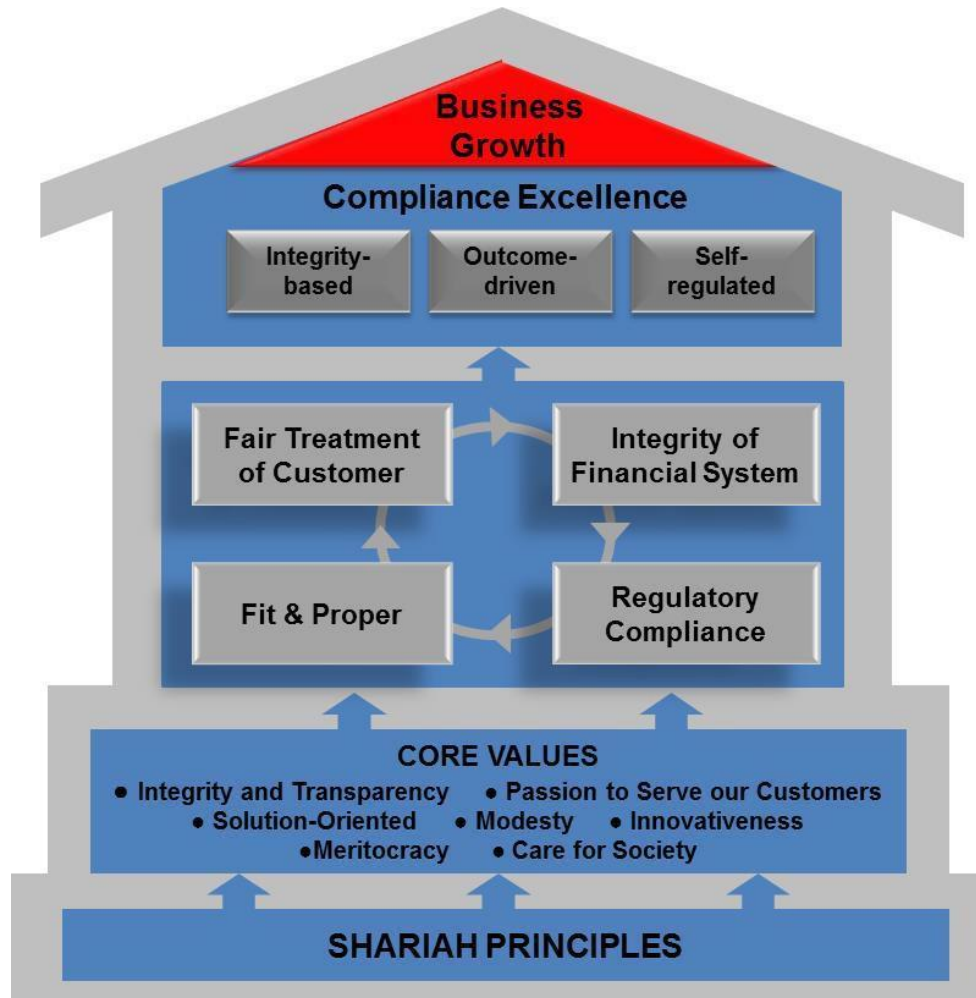 Business
Growth
Compliance Excellence
Integrity-
based
Outcome-
driven
Self-
regulated
Fair Treatment
of Customer
Integrity of
Financial System
Fit & Proper
Regulatory
Compliance
CORE VALUES
● Integrity and Transparency ● Passion to Serve our Customers
● Solution-Oriented ● Modesty ● Innovativeness
●Meritocracy ● Care for Society
SHARIAH PRINCIPLES